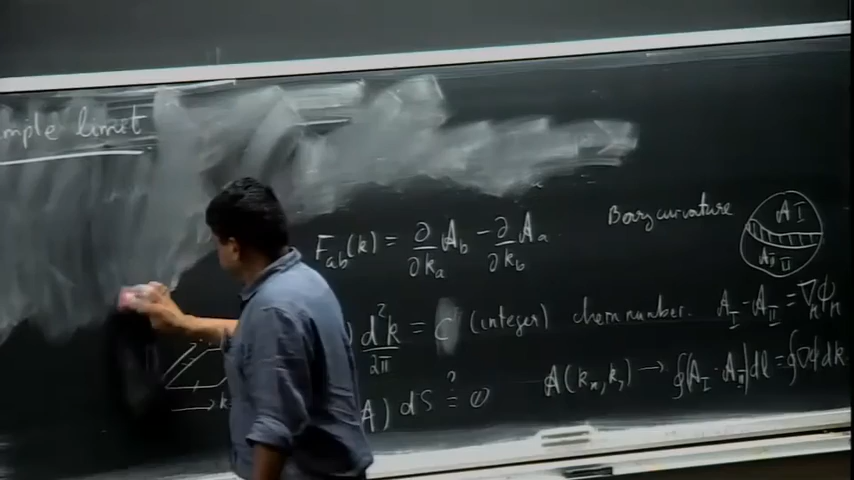 mple limit
F_ab(k) = ∂/∂k_a A_b - ∂/∂k_b A_a
Berry curvature
A_I
A_II
) d²k/2π = C (integer) chern number.
A_I - A_II = ∇_k φ_n
A) ds ≟ 0
A(k_x, k_y) → ∮(A_I - A_II) dl = ∮∇φ dk